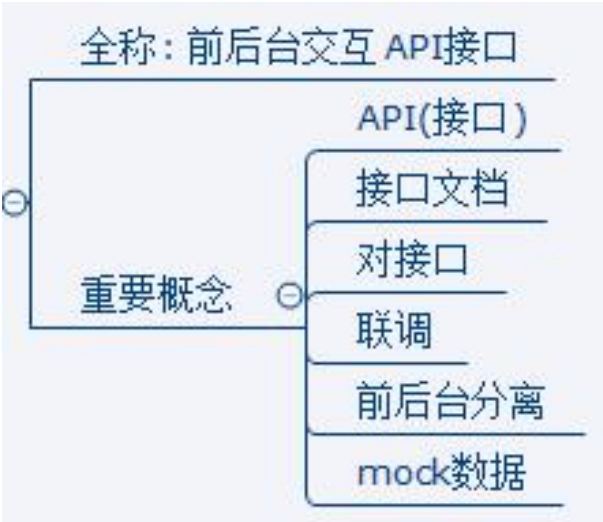 全称：前后台交互 API接口
API(接口)
接口文档
对接口
重要概念
联调
前后台分离
mock数据